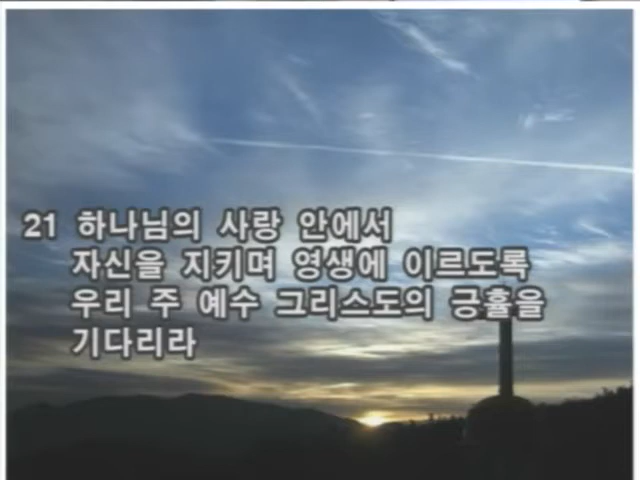 21 하나님의 사랑 안에서
자신을 지키며 영생에 이르도록
우리 주 예수 그리스도의 긍휼을
기다리라